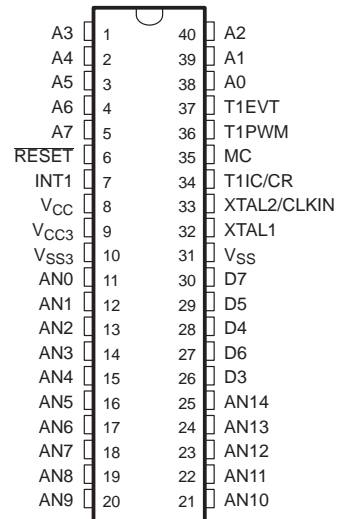 A3 1 40 A2
A4 2 39 A1
A5 3 38 A0
A6 4 37 T1EVT
A7 5 36 T1PWM
RESET 6 35 MC
INT1 7 34 T1IC/CR
VCC 8 33 XTAL2/CLKIN
VCC3 9 32 XTAL1
VSS3 10 31 VSS
AN0 11 30 D7
AN1 12 29 D5
AN2 13 28 D4
AN3 14 27 D6
AN4 15 26 D3
AN5 16 25 AN14
AN6 17 24 AN13
AN7 18 23 AN12
AN8 19 22 AN11
AN9 20 21 AN10